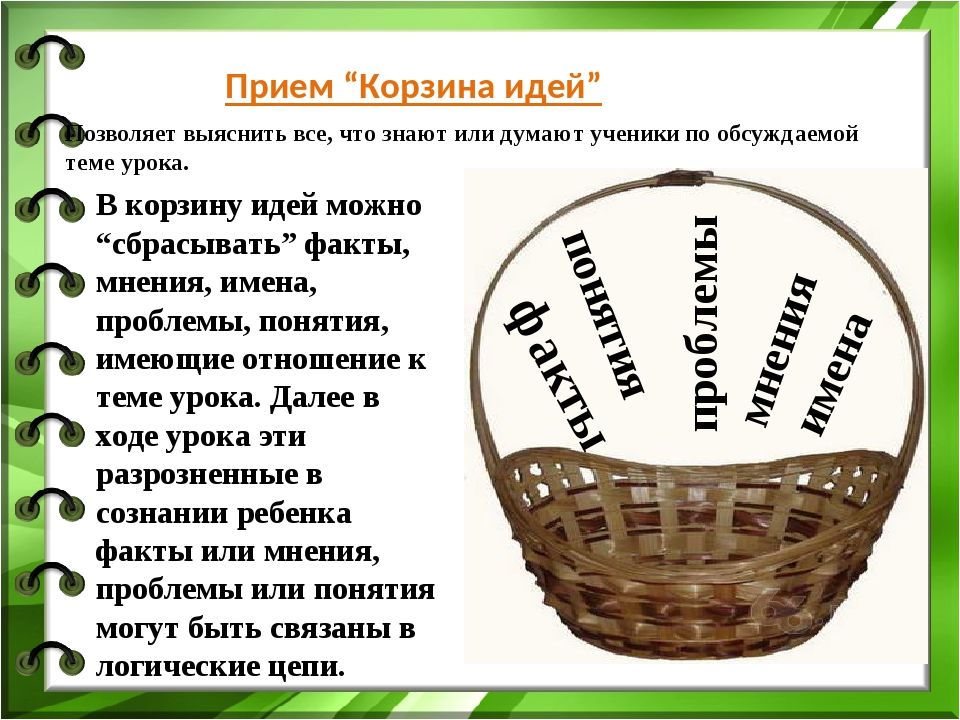 Прием “Корзина идей”
Позволяет выяснить все, что знают или думают ученики по обсуждаемой
теме урока.
В корзину идей можно
“сбрасывать” факты,
мнения, имена,
проблемы, понятия,
имеющие отношение к
теме урока. Далее в
ходе урока эти
разрозненные в
сознании ребенка
факты или мнения,
проблемы или понятия
могут быть связаны в
логические цепи.
факты
понятия
проблемы
мнения
имена